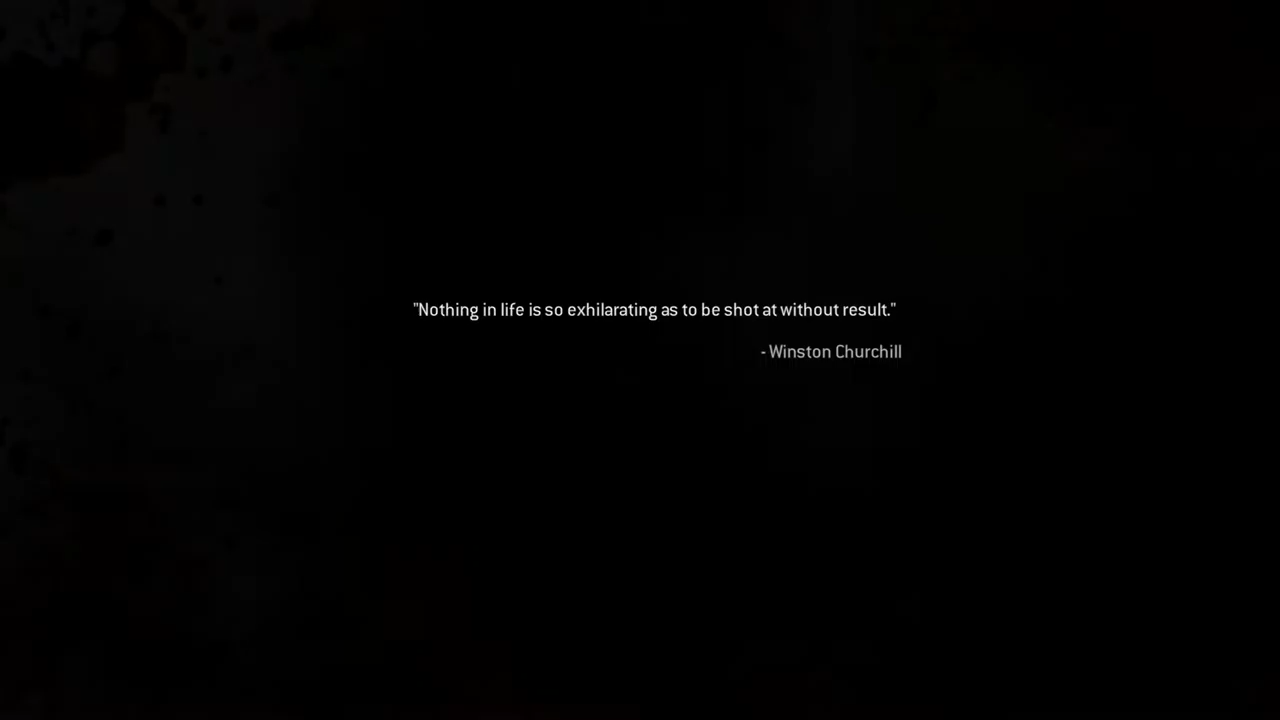 "Nothing in life is so exhilarating as to be shot at without result."
- Winston Churchill